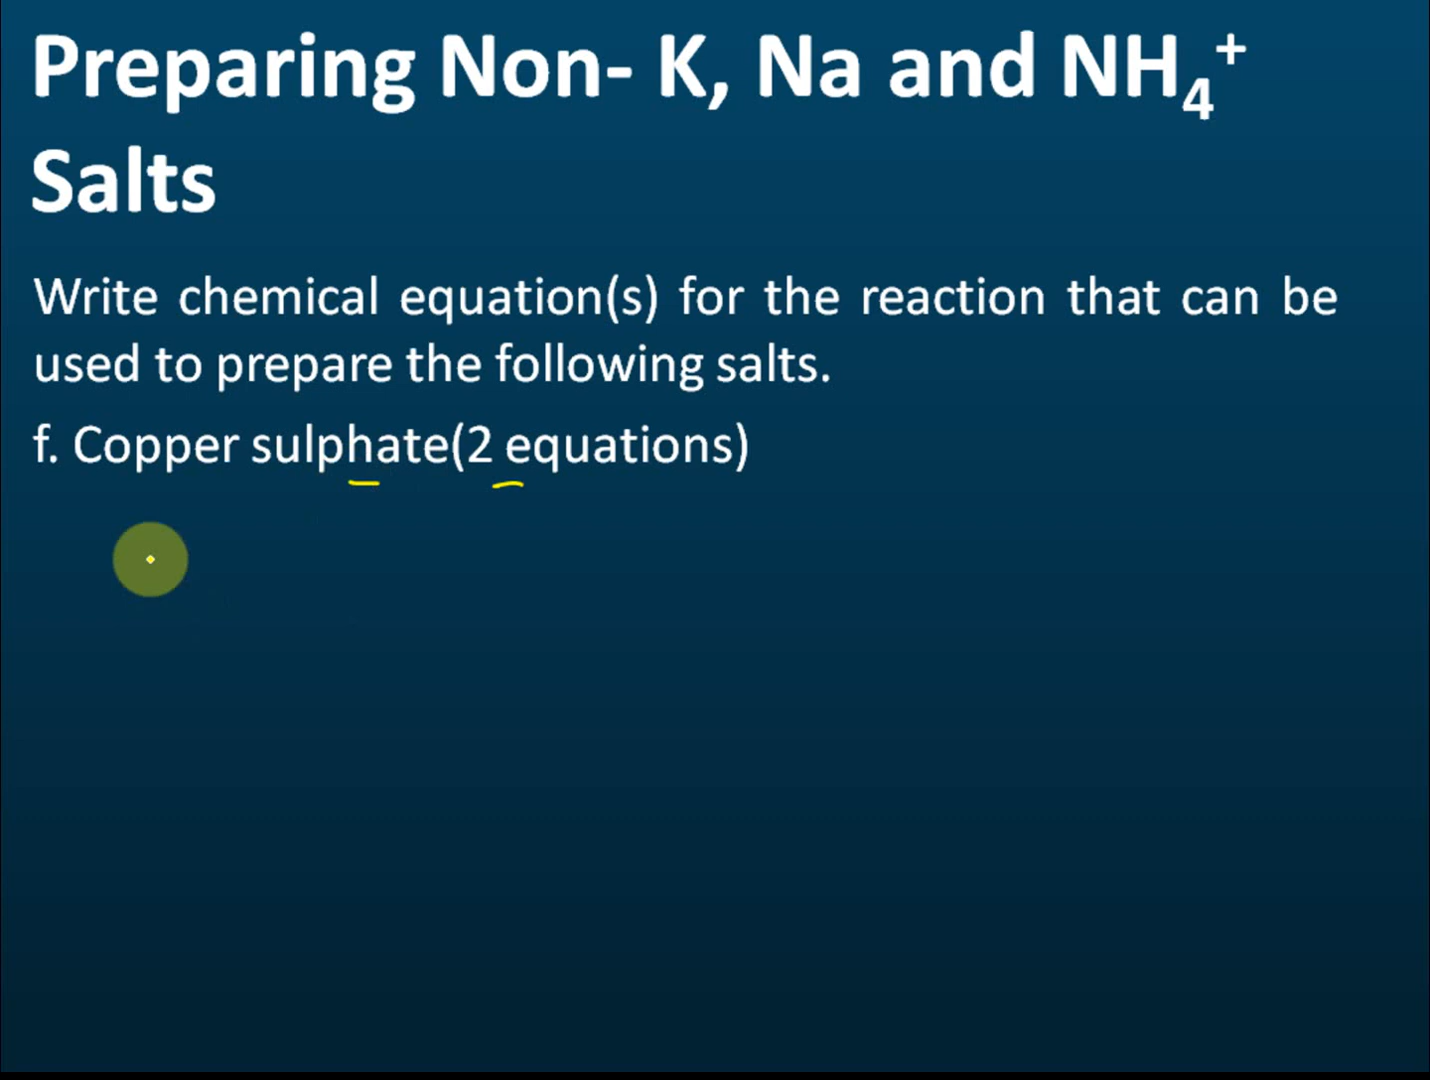 Preparing Non- K, Na and NH₄⁺
Salts
Write chemical equation(s) for the reaction that can be
used to prepare the following salts.
f. Copper sulphate(2 equations)